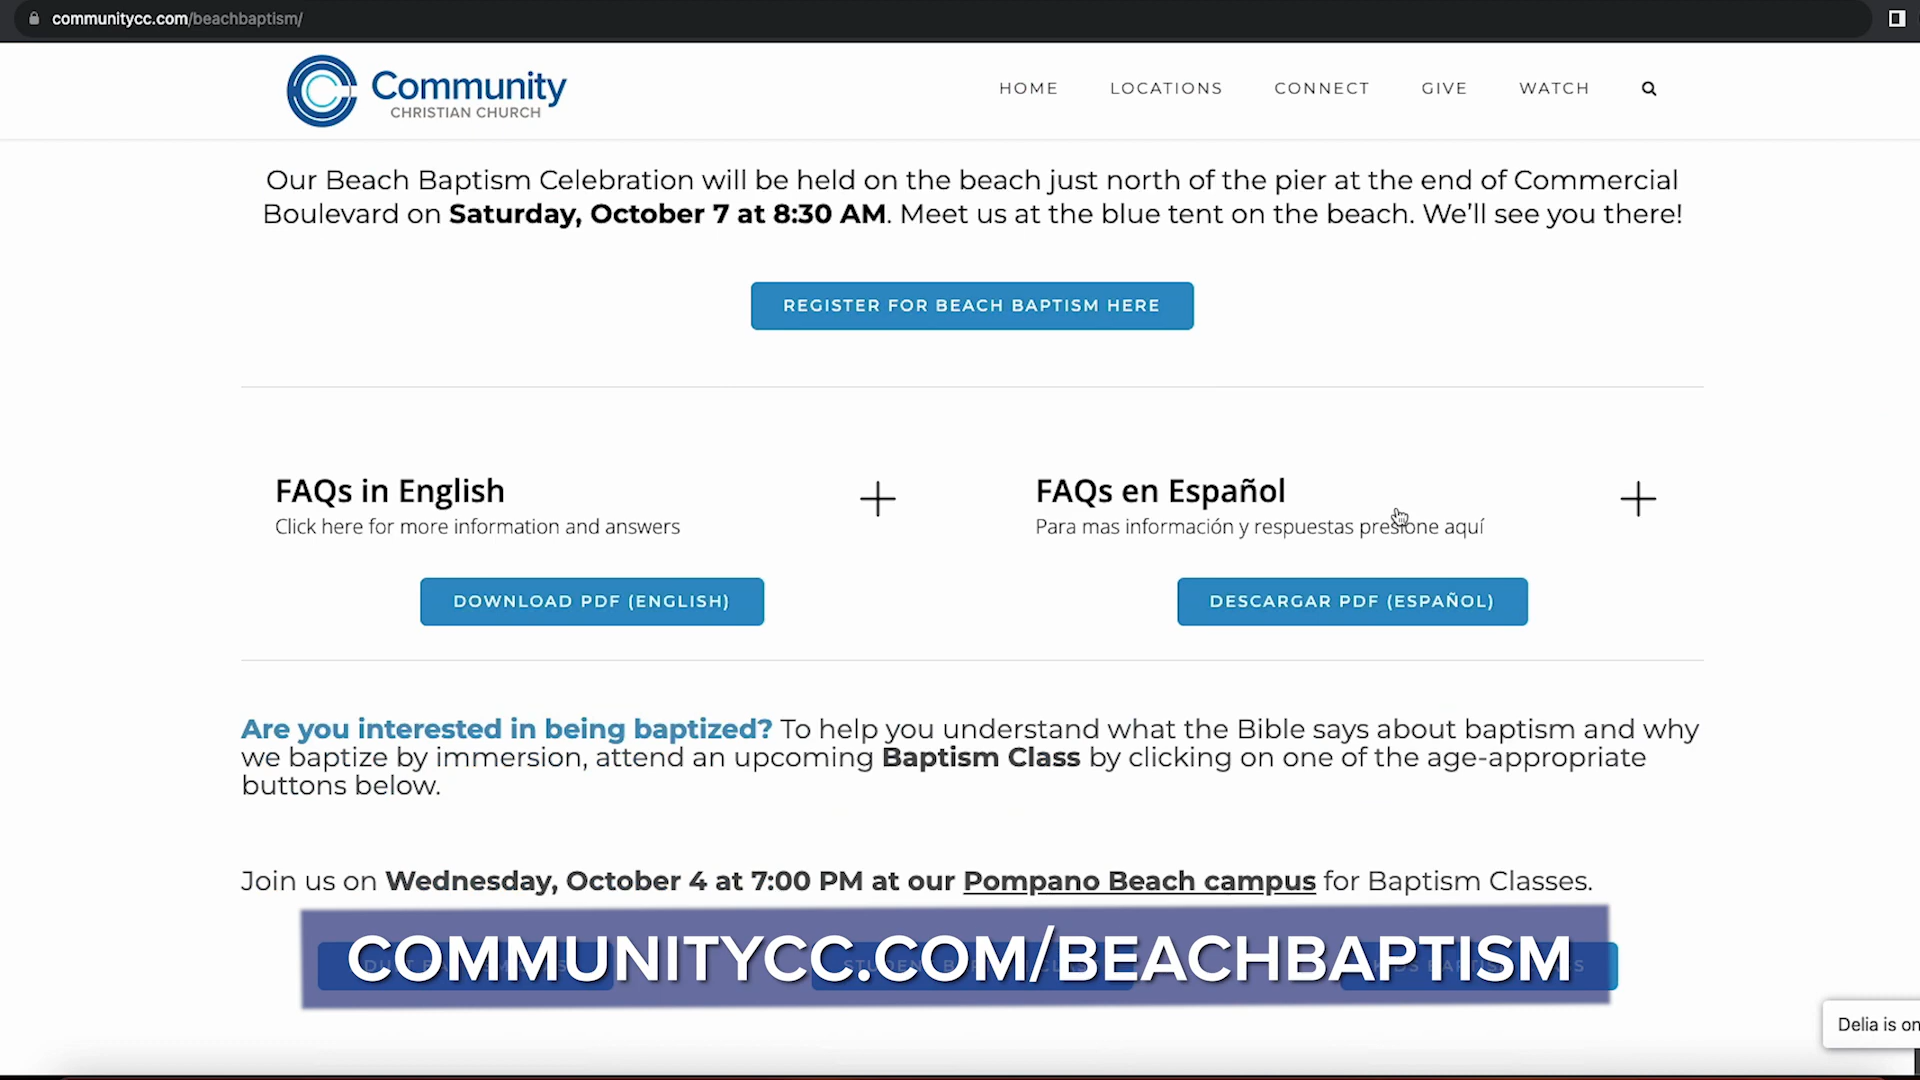 communitycc.com/beachbaptism/
Community
CHRISTIAN CHURCH
HOME LOCATIONS CONNECT GIVE WATCH
Our Beach Baptism Celebration will be held on the beach just north of the pier at the end of Commercial
Boulevard on Saturday, October 7 at 8:30 AM. Meet us at the blue tent on the beach. We’ll see you there!
REGISTER FOR BEACH BAPTISM HERE
FAQs in English
Click here for more information and answers
DOWNLOAD PDF (ENGLISH)
FAQs en Español
Para mas información y respuestas presione aquí
DESCARGAR PDF (ESPAÑOL)
Are you interested in being baptized? To help you understand what the Bible says about baptism and why
we baptize by immersion, attend an upcoming Baptism Class by clicking on one of the age-appropriate
buttons below.
Join us on Wednesday, October 4 at 7:00 PM at our Pompano Beach campus for Baptism Classes.
COMMUNITYCC.COM/BEACHBAPTISM
Delia is on